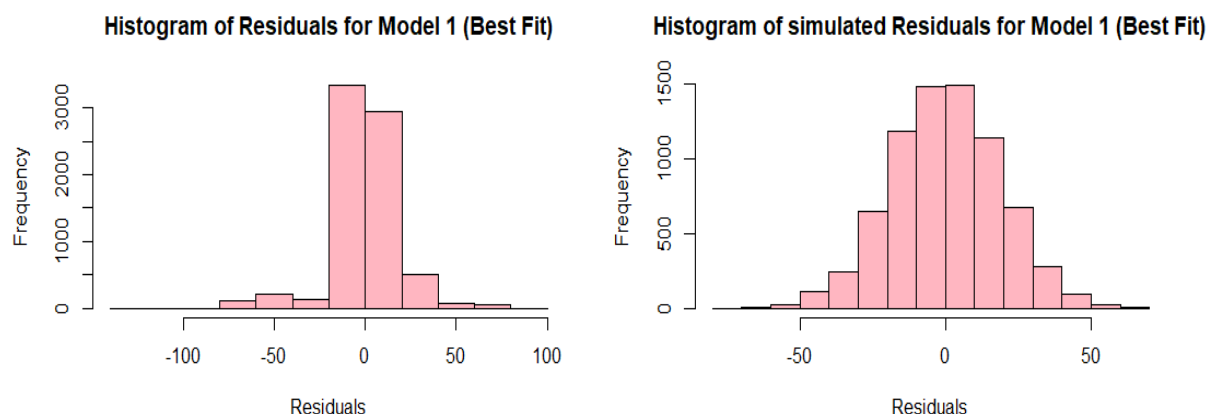 Histogram of Residuals for Model 1 (Best Fit)
Frequency
3000
2000
1000
0
-100 -50 0 50 100
Residuals
Histogram of simulated Residuals for Model 1 (Best Fit)
Frequency
1500
1000
500
0
-50 0 50
Residuals